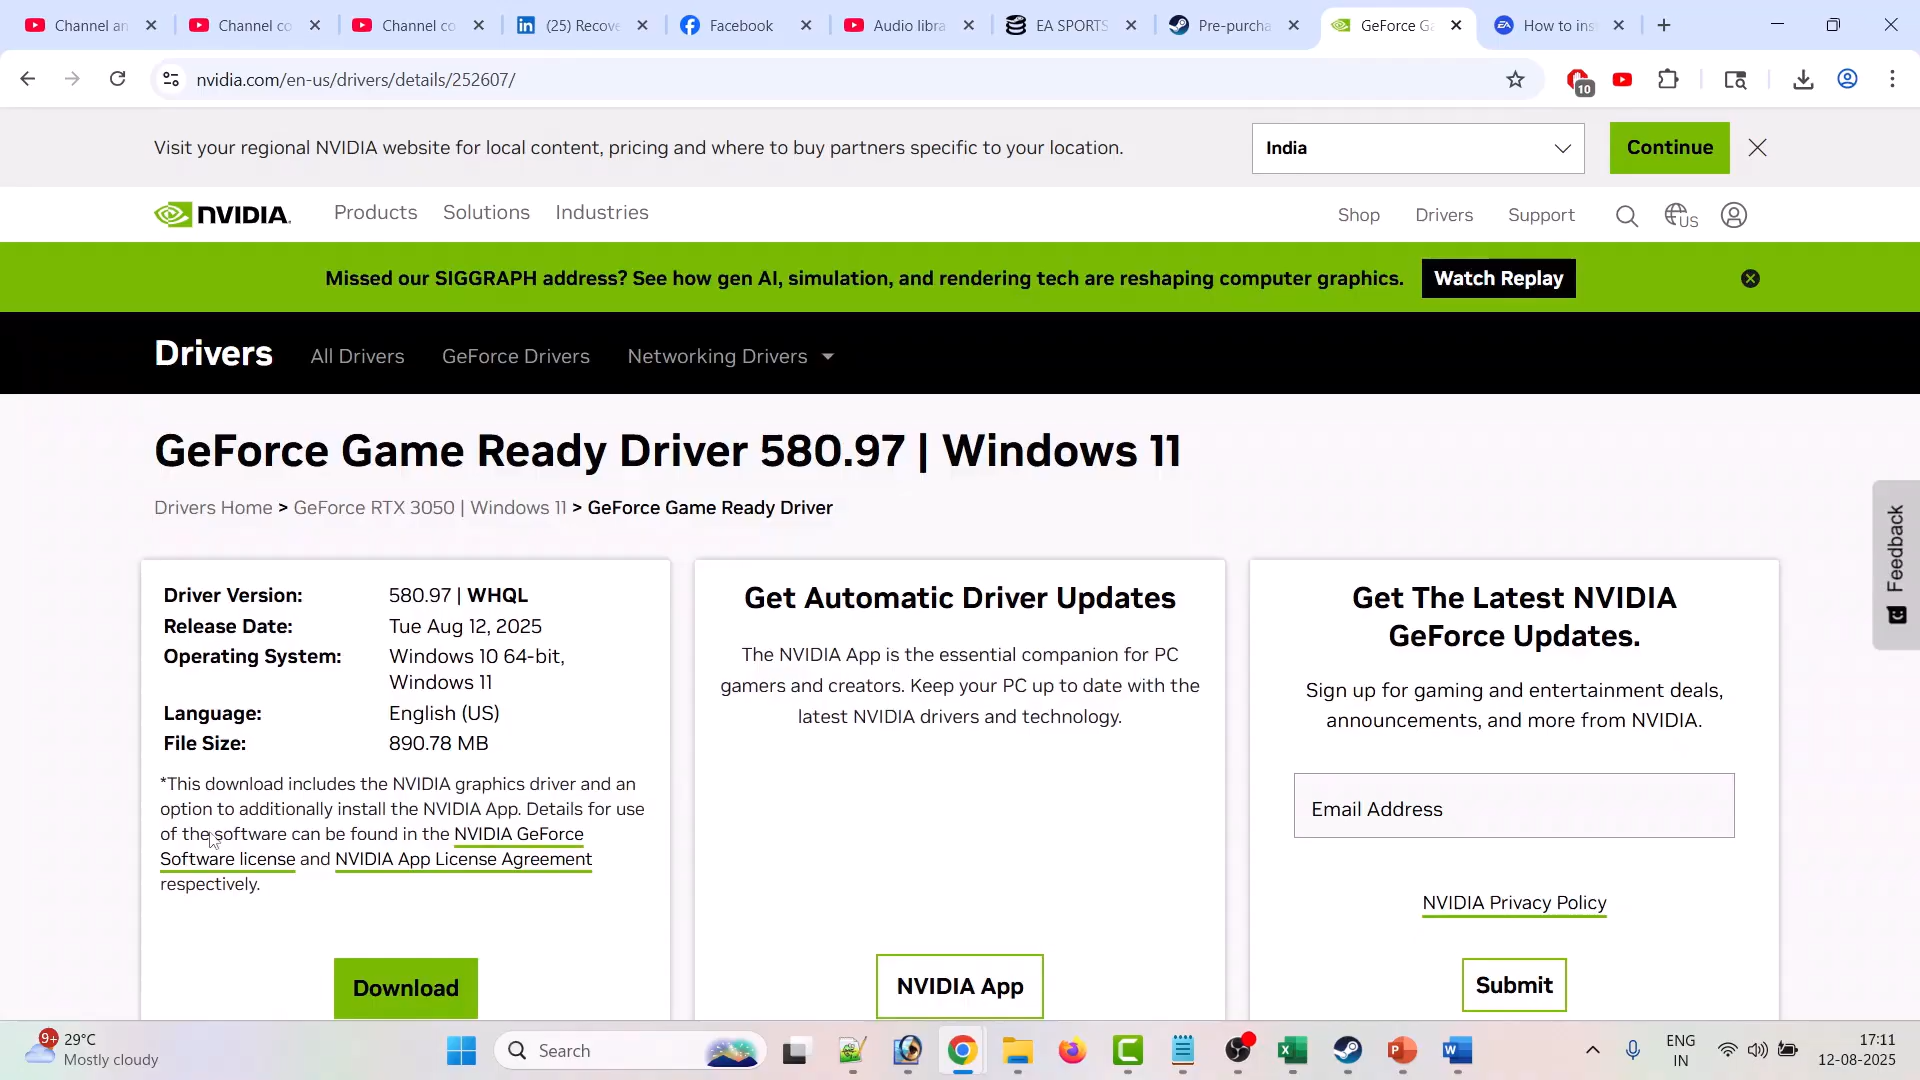 Channel an
Channel co
Channel co
(25) Recove
Facebook
Audio libra
EA SPORTS
Pre-purcha
GeForce Ga
How to ins
nvidia.com/en-us/drivers/details/252607/
10
Visit your regional NVIDIA website for local content, pricing and where to buy partners specific to your location.
India
Continue
NVIDIA.
Products
Solutions
Industries
Shop
Drivers
Support
US
Missed our SIGGRAPH address? See how gen AI, simulation, and rendering tech are reshaping computer graphics.
Watch Replay
Drivers
All Drivers
GeForce Drivers
Networking Drivers
GeForce Game Ready Driver 580.97 | Windows 11
Drivers Home > GeForce RTX 3050 | Windows 11 > GeForce Game Ready Driver
Feedback
Driver Version: 580.97 | WHQL
Release Date: Tue Aug 12, 2025
Operating System: Windows 10 64-bit,
Windows 11
Language: English (US)
File Size: 890.78 MB
*This download includes the NVIDIA graphics driver and an
option to additionally install the NVIDIA App. Details for use
of the software can be found in the NVIDIA GeForce
Software license and NVIDIA App License Agreement
respectively.
Download
Get Automatic Driver Updates
The NVIDIA App is the essential companion for PC
gamers and creators. Keep your PC up to date with the
latest NVIDIA drivers and technology.
NVIDIA App
Get The Latest NVIDIA
GeForce Updates.
Sign up for gaming and entertainment deals,
announcements, and more from NVIDIA.
Email Address
NVIDIA Privacy Policy
Submit
9+
29°C
Mostly cloudy
Search
ENG
IN
17:11
12-08-2025